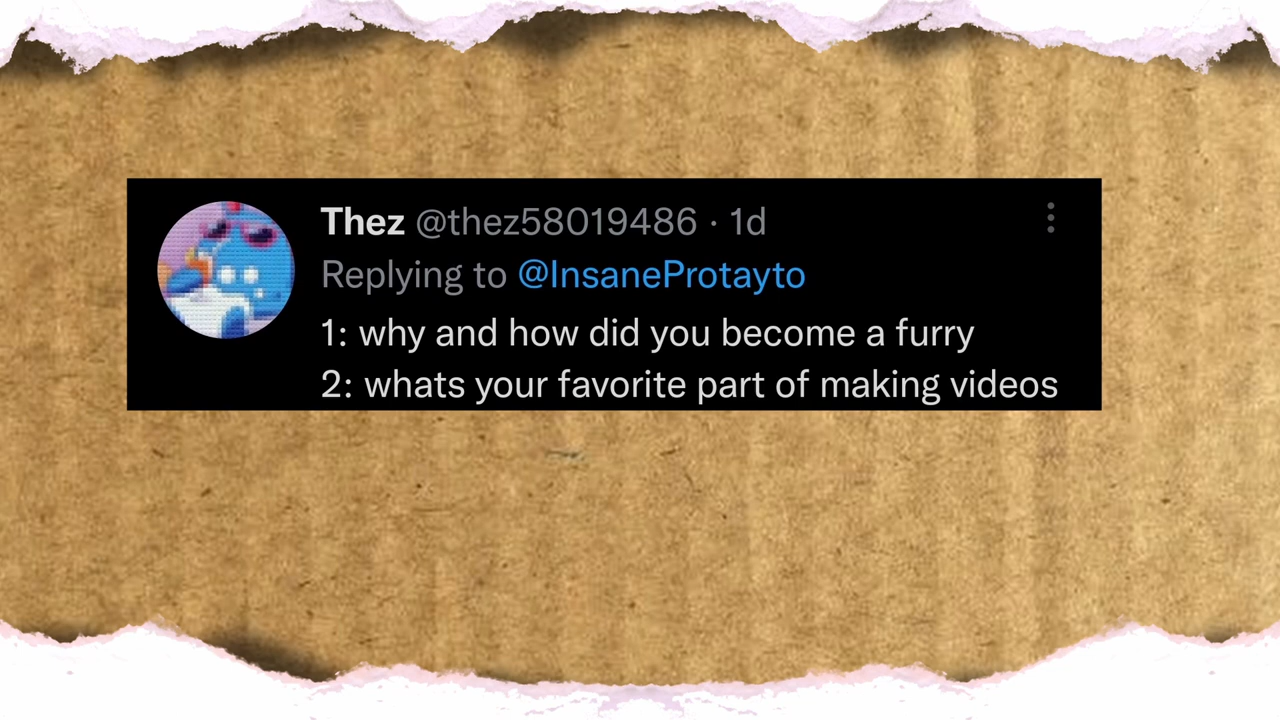 Thez @thez58019486 · 1d
Replying to @InsaneProtayto
1: why and how did you become a furry
2: whats your favorite part of making videos